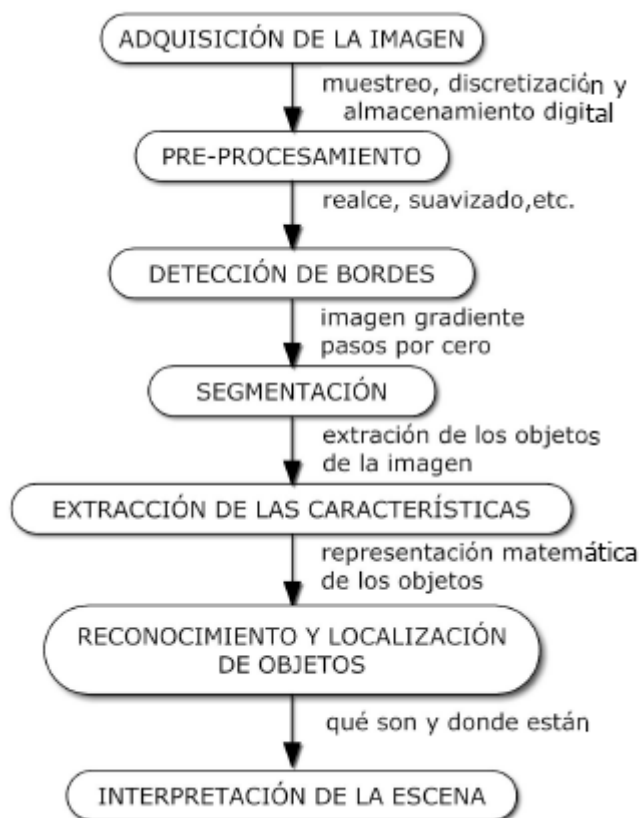 ADQUISICIÓN DE LA IMAGEN
muestreo, discretización y
almacenamiento digital
PRE-PROCESAMIENTO
realce, suavizado,etc.
DETECCIÓN DE BORDES
imagen gradiente
pasos por cero
SEGMENTACIÓN
extración de los objetos
de la imagen
EXTRACCIÓN DE LAS CARACTERÍSTICAS
representación matemática
de los objetos
RECONOCIMIENTO Y LOCALIZACIÓN
DE OBJETOS
qué son y donde están
INTERPRETACIÓN DE LA ESCENA